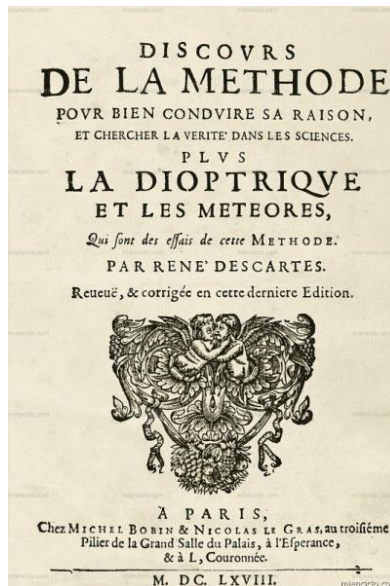 DISCOVRS
DE LA METHODE
POVR BIEN CONDVIRE SA RAISON,
ET CHERCHER LA VERITE' DANS LES SCIENCES.
PLVS
LA DIOPTRIQVE
ET LES METEORES,
Qui sont des essais de cette METHODE.
PAR RENE' DESCARTES.
Reueuë, & corrigée en cette derniere Edition.
A PARIS,
Chez MICHEL BOBIN & NICOLAS LE GRAS, au troisiéme
Pilier de la Grand Salle du Palais, à l'Esperance,
& à L, Couronnée.
M. DC. LXVIII.